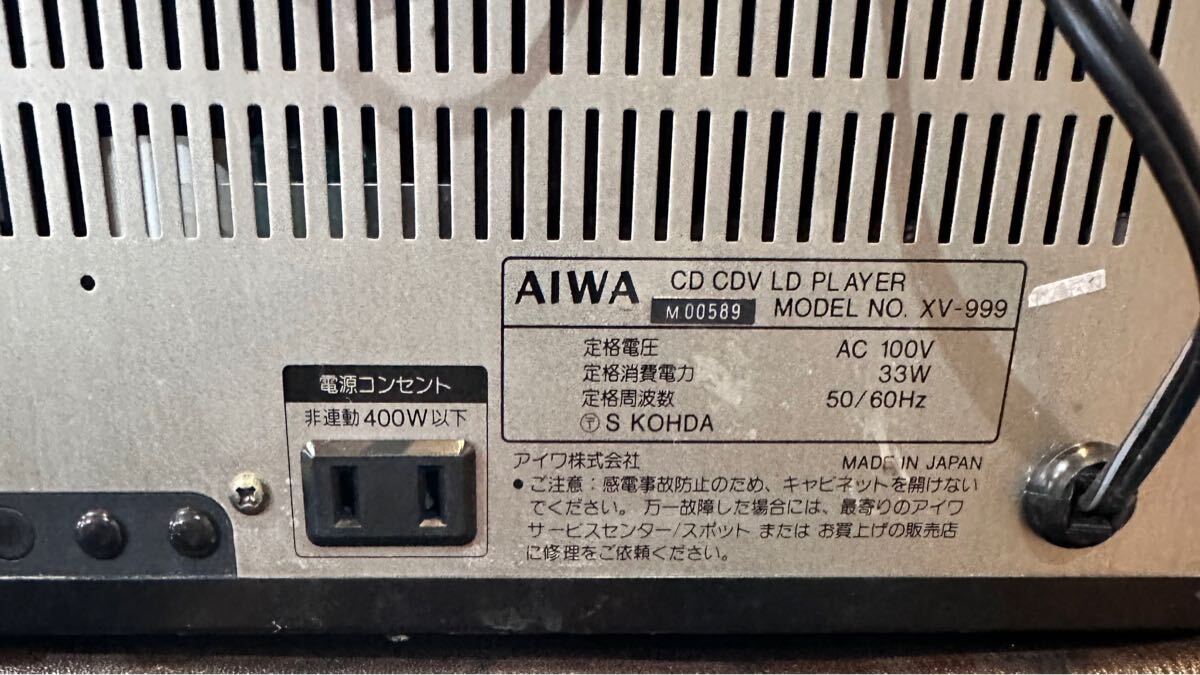 AIWA CD CDV LD PLAYER
M00589 MODEL NO. XV-999
定格電圧 AC 100V
定格消費電力 33W
定格周波数 50/60Hz
〶 S KOHDA
電源コンセント
非連動400W以下
アイワ株式会社 MADE IN JAPAN
●ご注意:感電事故防止のため、キャビネットを開けない
でください。万一故障した場合には、最寄りのアイワ
サービスセンター/スポット または お買上げの販売店
に修理をご依頼ください。